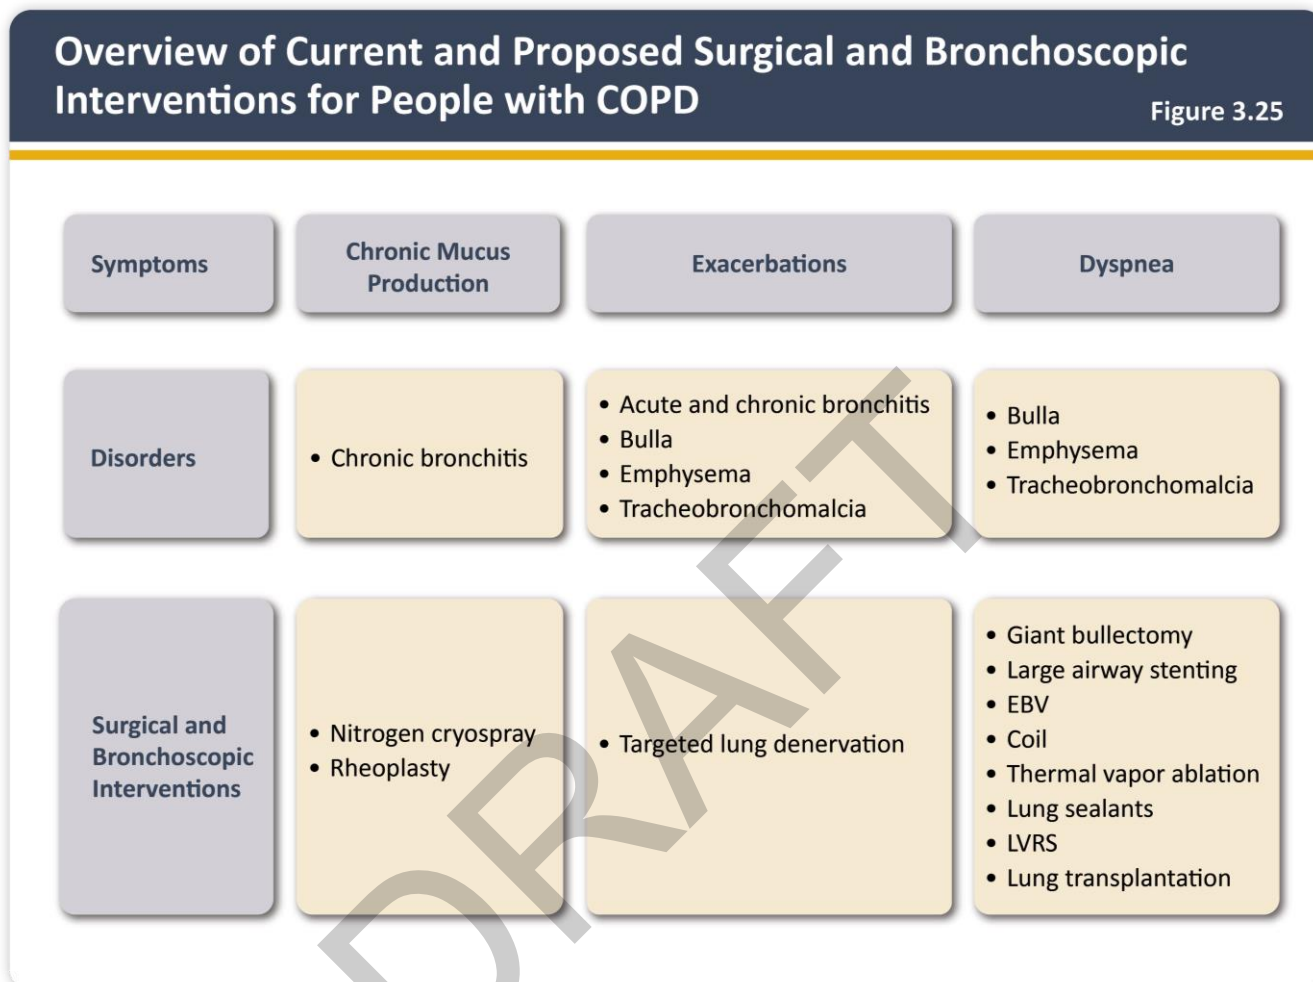 Overview of Current and Proposed Surgical and Bronchoscopic
Interventions for People with COPD
Figure 3.25
Symptoms
Chronic Mucus
Production
Exacerbations
Dyspnea
Disorders
• Chronic bronchitis
• Acute and chronic bronchitis
• Bulla
• Emphysema
• Tracheobronchomalcia
• Bulla
• Emphysema
• Tracheobronchomalcia
Surgical and
Bronchoscopic
Interventions
• Nitrogen cryospray
• Rheoplasty
• Targeted lung denervation
• Giant bullectomy
• Large airway stenting
• EBV
• Coil
• Thermal vapor ablation
• Lung sealants
• LVRS
• Lung transplantation
DRAFT